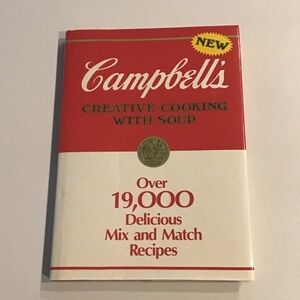 NEW
Campbell's
CREATIVE COOKING
WITH SOUP
Over
19,000
Delicious
Mix and Match
Recipes